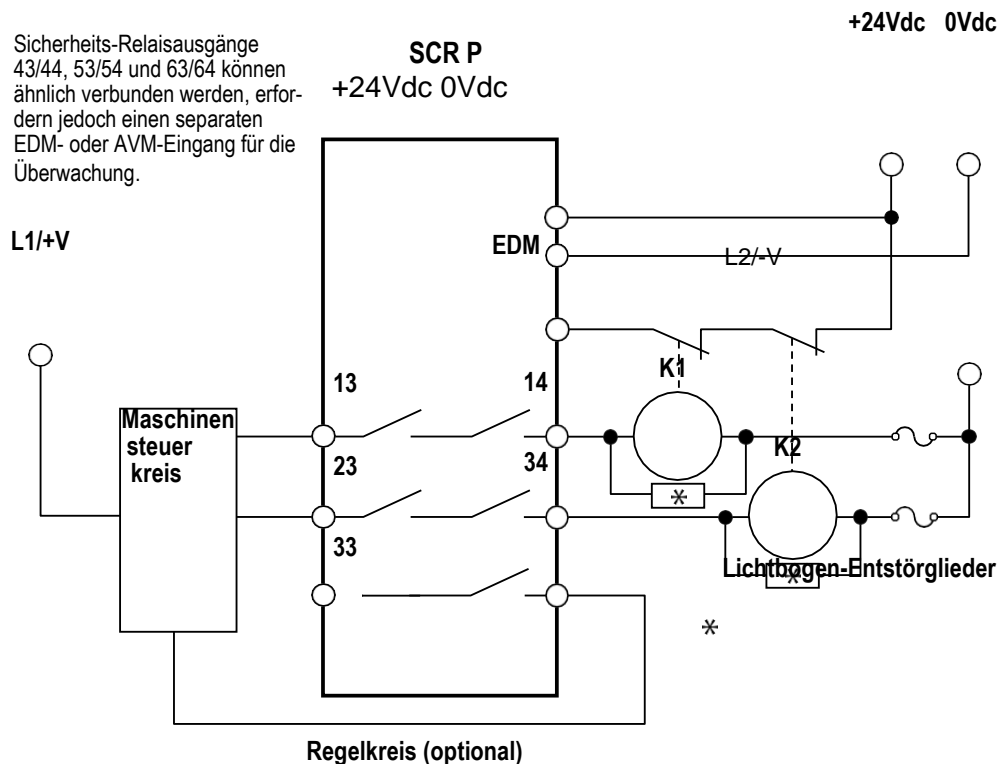 +24Vdc 0Vdc
Sicherheits-Relaisausgänge
43/44, 53/54 und 63/64 können
ähnlich verbunden werden, erfor-
dern jedoch einen separaten
EDM- oder AVM-Eingang für die
Überwachung.
SCR P
+24Vdc 0Vdc
L1/+V
EDM
L2/-V
K1
13 14
Maschinen
steuer
kreis
K2
23 34
*
33
Lichtbogen-Entstörglieder
*
*
Regelkreis (optional)